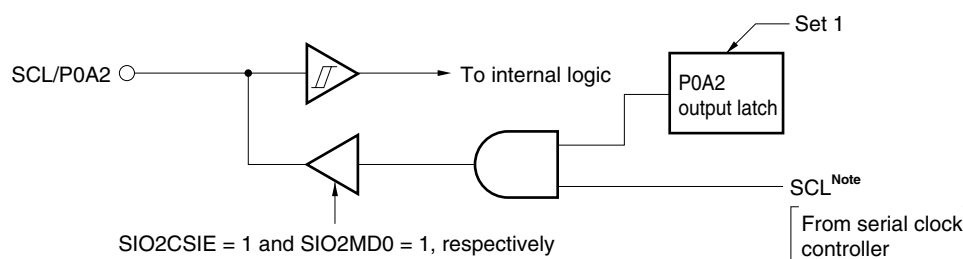 Set 1
SCL/P0A2
To internal logic
P0A2
output latch
SCL^Note
From serial clock
controller
SIO2CSIE = 1 and SIO2MD0 = 1, respectively